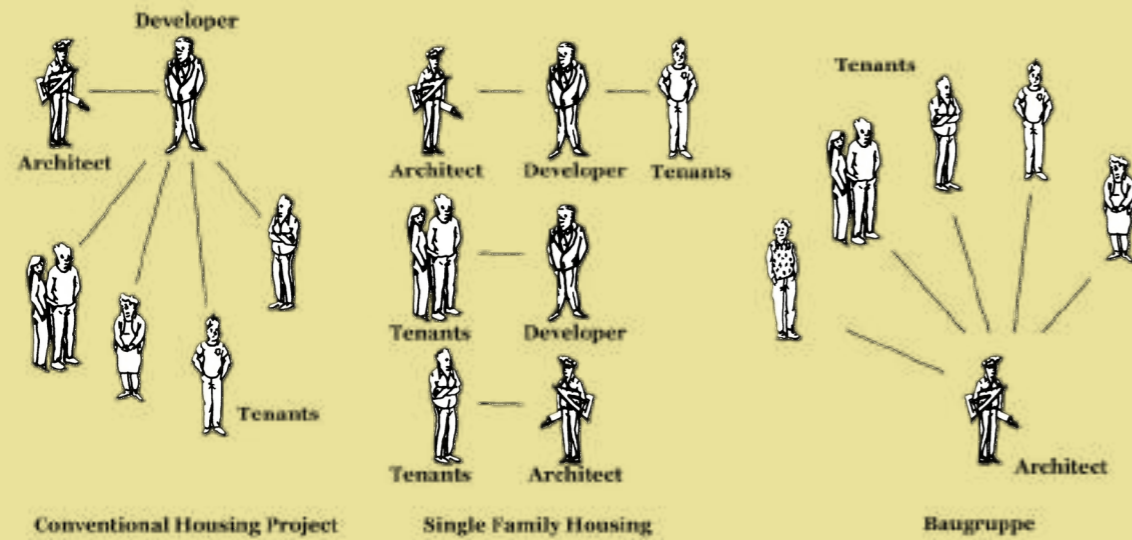 Developer
Architect
Tenants
Conventional Housing Project
Architect Developer Tenants
Tenants Developer
Tenants Architect
Single Family Housing
Tenants
Architect
Baugruppe